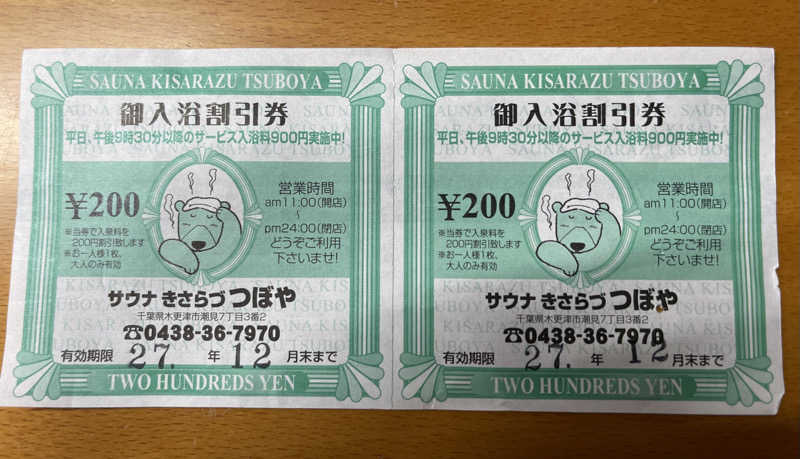 SAUNA KISARAZU TSUBOYA
御入浴割引券
平日、午後9時30分以降のサービス入浴料900円実施中!
¥200
※当券で入泉料を
200円割引致します
※お一人様1枚、
大人のみ有効
営業時間
am11:00(開店)
~
pm24:00(閉店)
どうぞご利用
下さいませ!
サウナ きさらづ つぼや
千葉県木更津市潮見7丁目3番2
☎0438-36-7970
有効期限 27. 年 12 月末まで
TWO HUNDREDS YEN
SAUNA KISARAZU TSUBOYA
御入浴割引券
平日、午後9時30分以降のサービス入浴料900円実施中!
¥200
※当券で入泉料を
200円割引致します
※お一人様1枚、
大人のみ有効
営業時間
am11:00(開店)
~
pm24:00(閉店)
どうぞご利用
下さいませ!
サウナ きさらづ つぼや
千葉県木更津市潮見7丁目3番2
☎0438-36-7970
有効期限 27. 年 12 月末まで
TWO HUNDREDS YEN